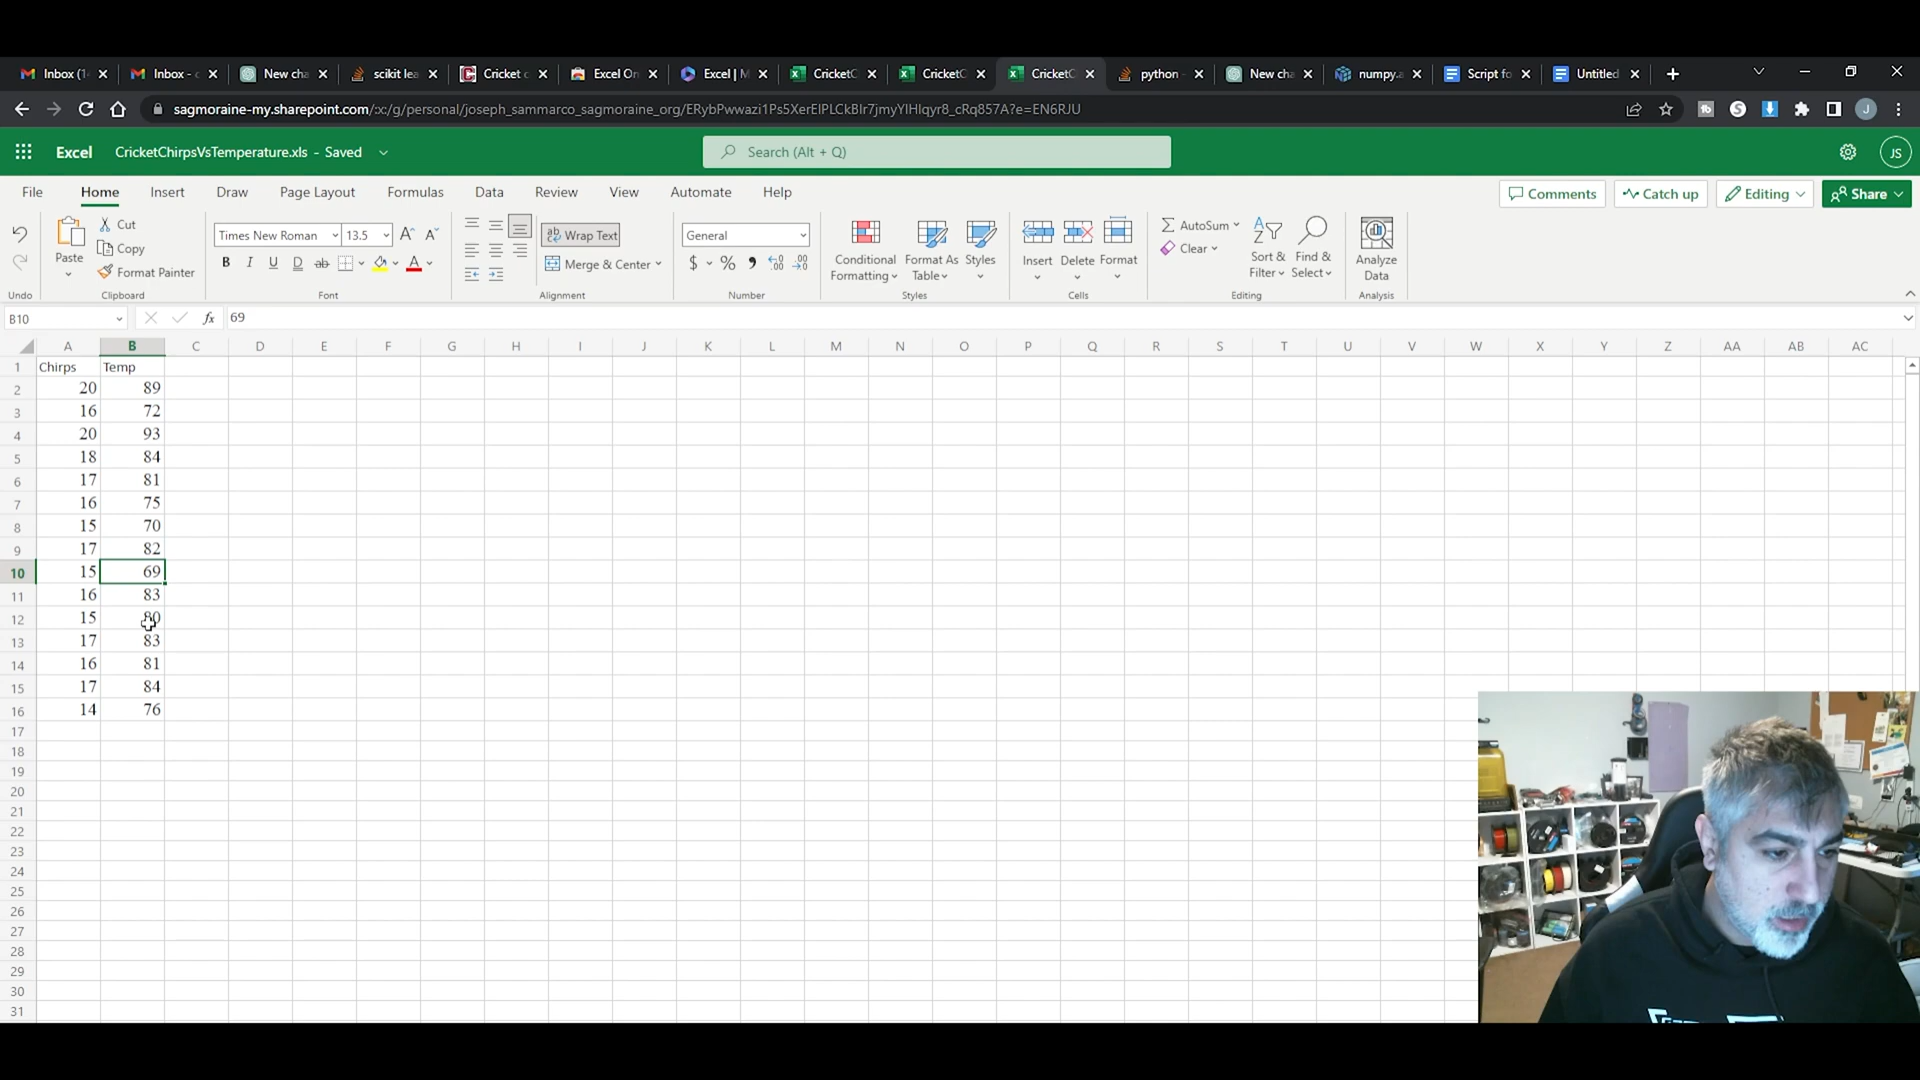 Inbox (1
Inbox - c
New cha
scikit lea
Cricket c
Excel On
Excel | M
CricketC
CricketC
CricketC
python -
New cha
numpy.a
Script fo
Untitled
sagmoraine-my.sharepoint.com/:x:/g/personal/joseph_sammarco_sagmoraine_org/ERybPwwazi1Ps5XerElPLCkBlr7jmyYlHlqyr8_cRq857A?e=EN6RJU
J
Excel CricketChirpsVsTemperature.xls - Saved
Search (Alt + Q)
JS
File Home Insert Draw Page Layout Formulas Data Review View Automate Help
Comments Catch up Editing Share
Paste Cut
Copy
Format Painter
Times New Roman 13.5
B I U D ab A
Wrap Text
Merge & Center
General
$ %
Conditional Formatting
Format As Table
Styles
Insert Delete Format
AutoSum
Clear
Sort & Filter
Find & Select
Analyze Data
Undo Clipboard Font Alignment Number Styles Cells Editing Analysis
B10 fx 69
A B C D E F G H I J K L M N O P Q R S T U V W X Y Z AA AB AC
1 Chirps Temp
2 20 89
3 16 72
4 20 93
5 18 84
6 17 81
7 16 75
8 15 70
9 17 82
10 15 69
11 16 83
12 15 80
13 17 83
14 16 81
15 17 84
16 14 76
17
18
19
20
21
22
23
24
25
26
27
28
29
30
31